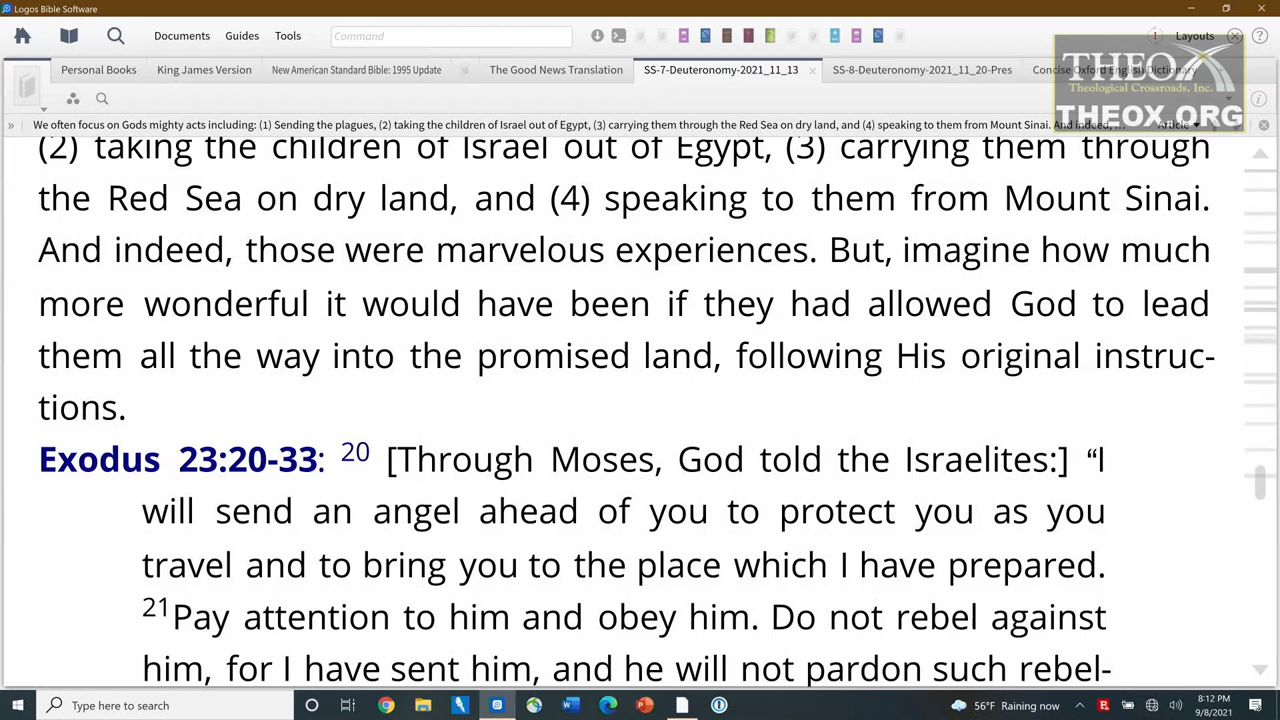 Logos Bible Software
Documents Guides Tools Command Layouts
Personal Books King James Version New American Standard The Good News Translation SS-7-Deuteronomy-2021_11_13 SS-8-Deuteronomy-2021_11_20-Pres Concise Oxford English Dictionary
THEOX
Theological Crossroads, Inc.
THEOX.ORG
» We often focus on Gods mighty acts including: (1) Sending the places, (2) taking the children of Israel out of Egypt, (3) carrying them through the Red Sea on dry land, and (4) speaking to them from Mount Sinai. And indeed, ... Article
(2) taking the children of Israel out of Egypt, (3) carrying them through
the Red Sea on dry land, and (4) speaking to them from Mount Sinai.
And indeed, those were marvelous experiences. But, imagine how much
more wonderful it would have been if they had allowed God to lead
them all the way into the promised land, following His original instruc-
tions.
Exodus 23:20-33: 20 [Through Moses, God told the Israelites:] “I
will send an angel ahead of you to protect you as you
travel and to bring you to the place which I have prepared.
21Pay attention to him and obey him. Do not rebel against
him, for I have sent him, and he will not pardon such rebel-
Type here to search 56°F Raining now 8:12 PM
9/8/2021